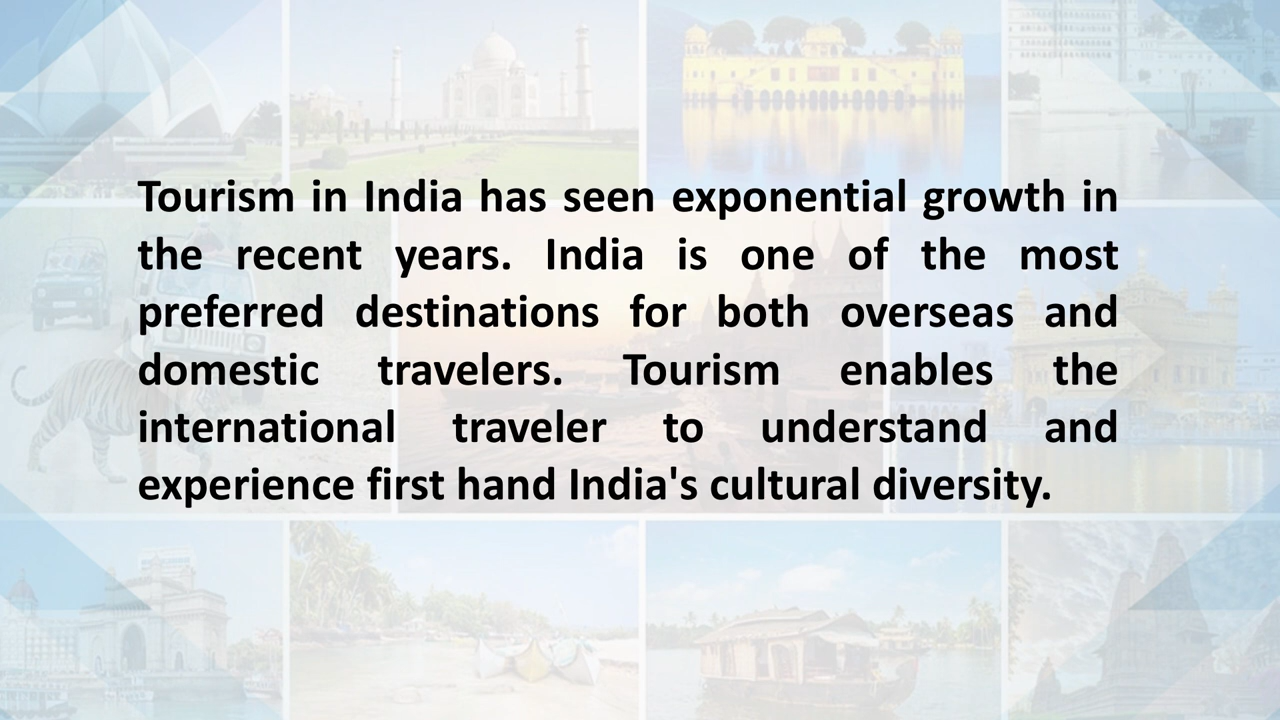 Tourism in India has seen exponential growth in
the recent years. India is one of the most
preferred destinations for both overseas and
domestic travelers. Tourism enables the
international traveler to understand and
experience first hand India's cultural diversity.